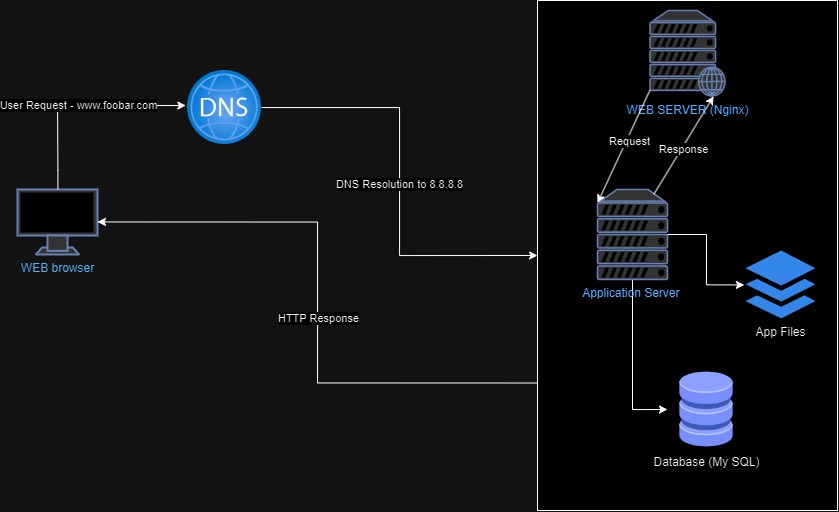 WEB SERVER (Nginx)
User Request - www.foobar.com
DNS
Request
Response
DNS Resolution to 8.8.8.8
WEB browser
Application Server
HTTP Response
App Files
Database (My SQL)